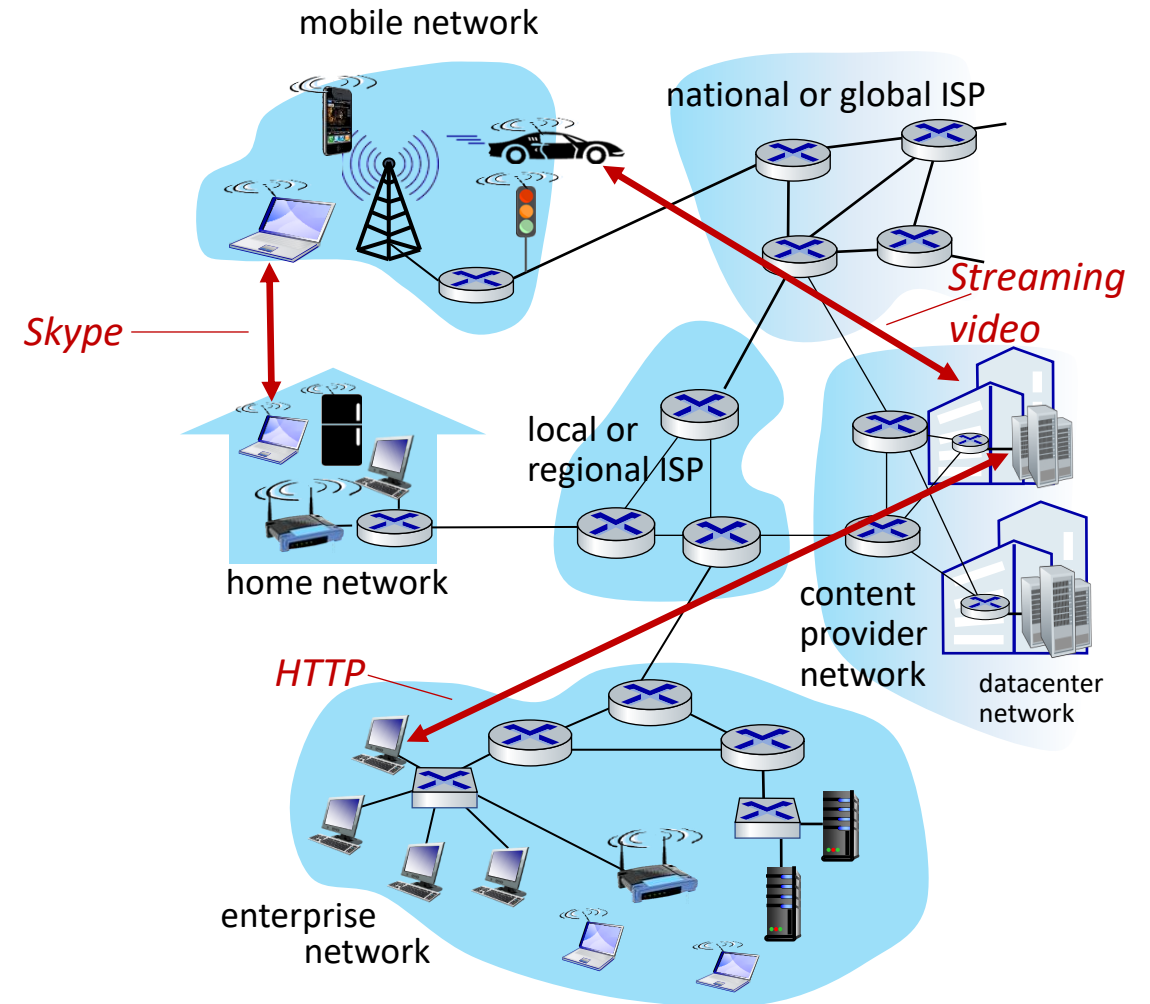 mobile network
national or global ISP
Streaming
video
Skype
local or
regional ISP
home network
content
provider
network
datacenter
network
HTTP
enterprise
network